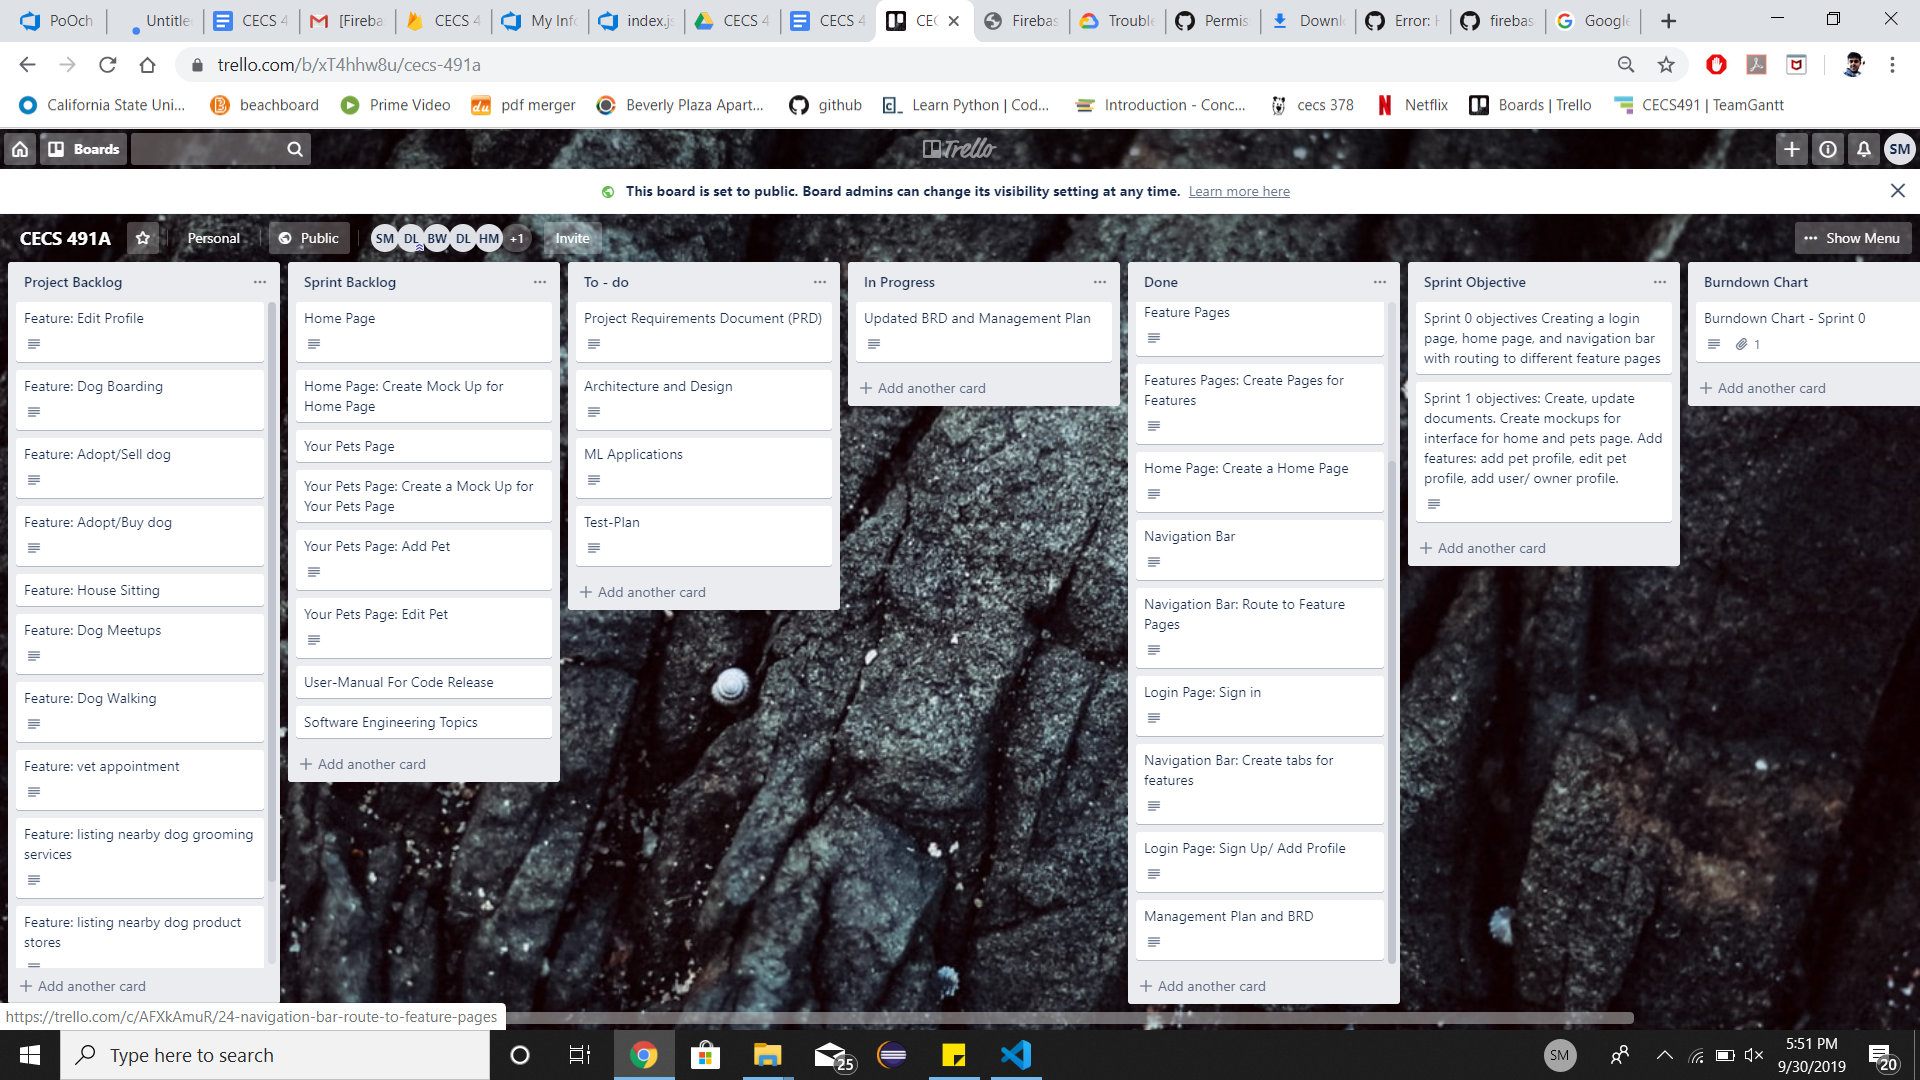 PoOch
Untitle
CECS 4
[Fireba
CECS 4
My Info
index.js
CECS 4
CECS 4
CEC
Firebas
Trouble
Permis
Downl
Error: H
firebas
Google
trello.com/b/xT4hhw8u/cecs-491a
California State Uni...
beachboard
Prime Video
pdf merger
Beverly Plaza Apart...
github
Learn Python | Cod...
Introduction - Conc...
cecs 378
Netflix
Boards | Trello
CECS491 | TeamGantt
Boards
Trello
SM
This board is set to public. Board admins can change its visibility setting at any time. Learn more here
CECS 491A
Personal
Public
SM DL BW DL HM +1
Invite
Show Menu
Project Backlog
Feature: Edit Profile
Feature: Dog Boarding
Feature: Adopt/Sell dog
Feature: Adopt/Buy dog
Feature: House Sitting
Feature: Dog Meetups
Feature: Dog Walking
Feature: vet appointment
Feature: listing nearby dog grooming
services
Feature: listing nearby dog product
stores
+ Add another card
Sprint Backlog
Home Page
Home Page: Create Mock Up for
Home Page
Your Pets Page
Your Pets Page: Create a Mock Up for
Your Pets Page
Your Pets Page: Add Pet
Your Pets Page: Edit Pet
User-Manual For Code Release
Software Engineering Topics
+ Add another card
To - do
Project Requirements Document (PRD)
Architecture and Design
ML Applications
Test-Plan
+ Add another card
In Progress
Updated BRD and Management Plan
+ Add another card
Done
Feature Pages
Features Pages: Create Pages for
Features
Home Page: Create a Home Page
Navigation Bar
Navigation Bar: Route to Feature
Pages
Login Page: Sign in
Navigation Bar: Create tabs for
features
Login Page: Sign Up/ Add Profile
Management Plan and BRD
+ Add another card
Sprint Objective
Sprint 0 objectives Creating a login
page, home page, and navigation bar
with routing to different feature pages
Sprint 1 objectives: Create, update
documents. Create mockups for
interface for home and pets page. Add
features: add pet profile, edit pet
profile, add user/ owner profile.
+ Add another card
Burndown Chart
Burndown Chart - Sprint 0
1
+ Add another card
https://trello.com/c/AFXkAmuR/24-navigation-bar-route-to-feature-pages
Type here to search
25
SM
5:51 PM
9/30/2019
20